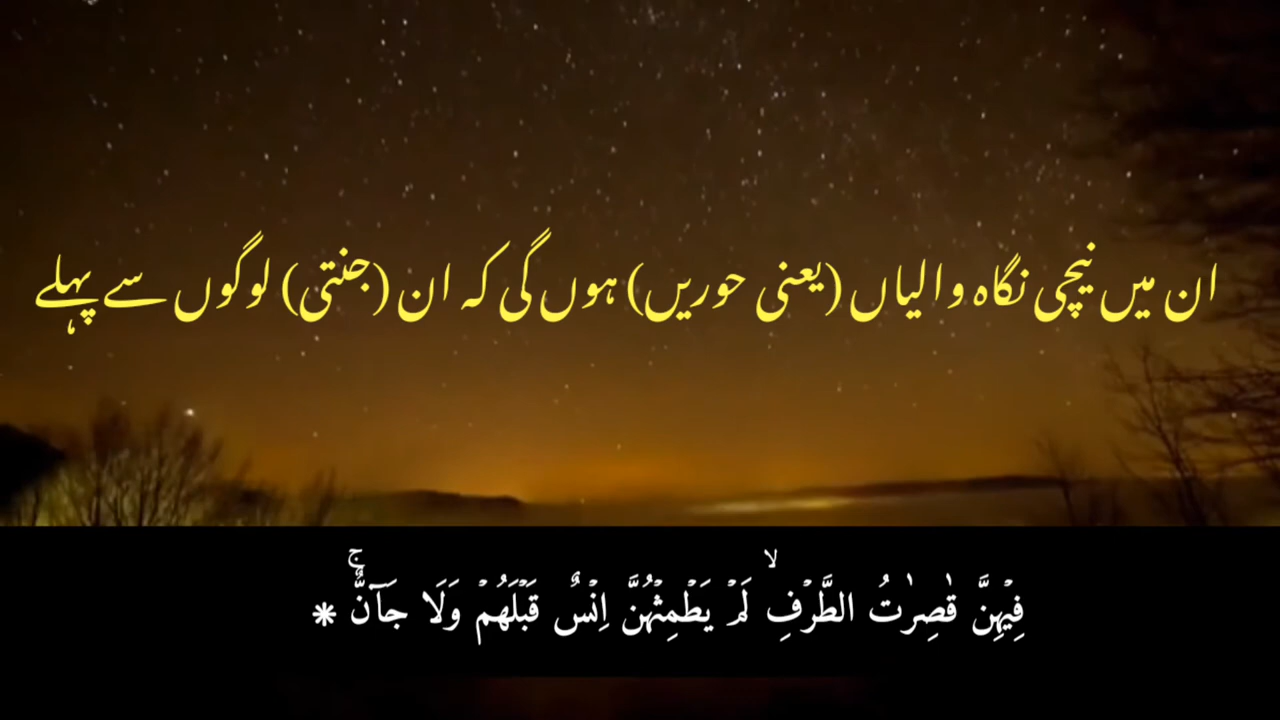 ان میں نیچی نگاہ والیاں (یعنی حوریں) ہوں گی کہ ان (جنتی) لوگوں سے پہلے
فِيۡهِنَّ قٰصِرٰتُ الطَّرۡفِۙ لَمۡ يَطۡمِثۡهُنَّ اِنۡسٌ قَبۡلَهُمۡ وَلَا جَآنٌّ‌ۚ *